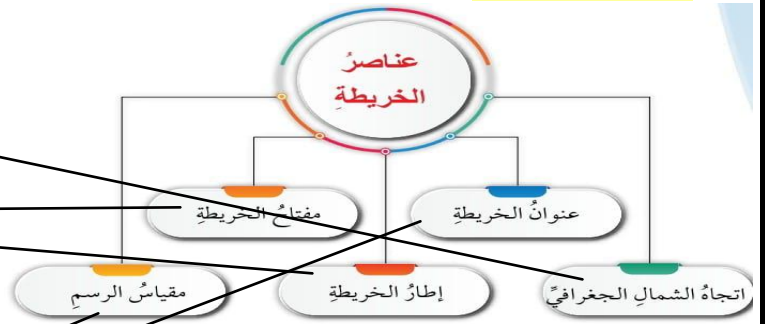 عناصرُ
الخريطةِ
عنوانُ الخريطةِ
مفتاحُ الخريطةِ
اتجاهُ الشمالِ الجغرافيِّ
إطارُ الخريطةِ
مقياسُ الرسمِ